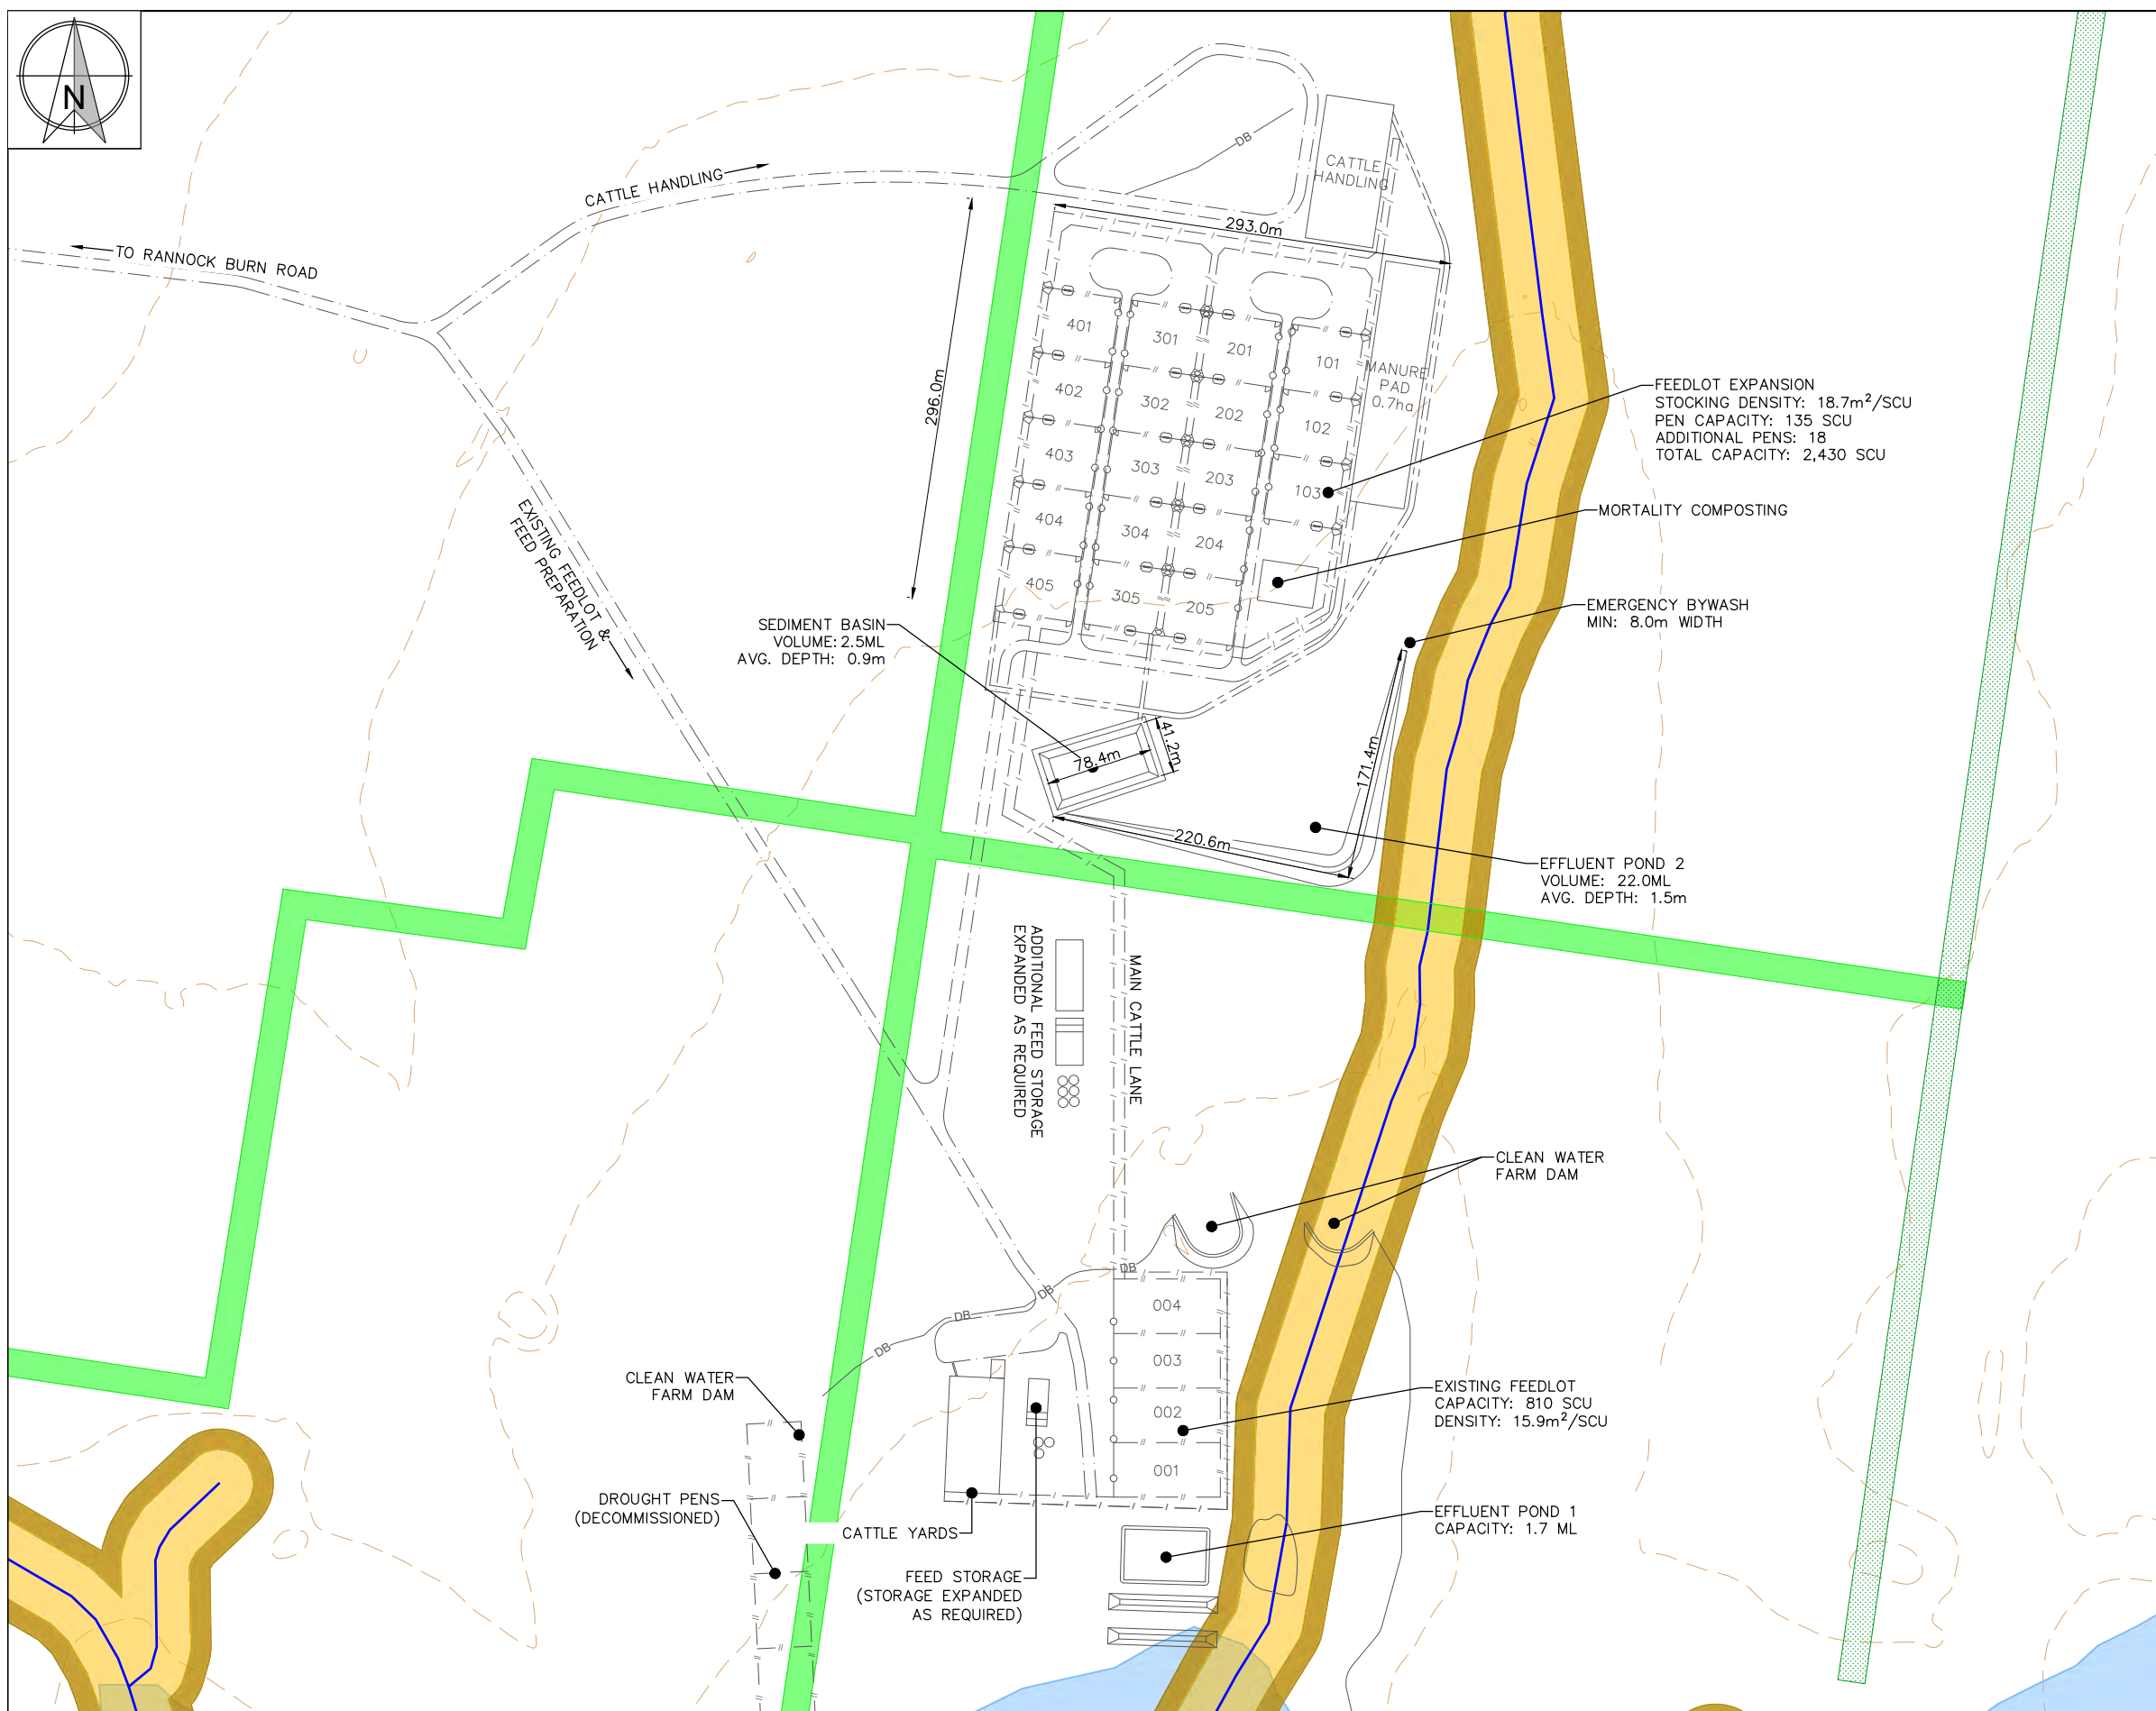 N
CATTLE HANDLING
TO RANNOCK BURN ROAD
DB
CATTLE
HANDLING
293.0m
296.0m
401
301
201
101
MANURE
PAD
0.7ha
402
302
202
102
403
303
203
103
404
304
204
405
305
205
FEEDLOT EXPANSION
STOCKING DENSITY: 18.7m²/SCU
PEN CAPACITY: 135 SCU
ADDITIONAL PENS: 18
TOTAL CAPACITY: 2,430 SCU
MORTALITY COMPOSTING
EMERGENCY BYWASH
MIN: 8.0m WIDTH
EXISTING FEEDLOT &
FEED PREPARATION
SEDIMENT BASIN
VOLUME: 2.5ML
AVG. DEPTH: 0.9m
78.4m
41.2m
171.4m
220.6m
EFFLUENT POND 2
VOLUME: 22.0ML
AVG. DEPTH: 1.5m
ADDITIONAL FEED STORAGE
EXPANDED AS REQUIRED
MAIN CATTLE LANE
CLEAN WATER
FARM DAM
DB
DB
DB
DB
004
003
002
001
CLEAN WATER
FARM DAM
EXISTING FEEDLOT
CAPACITY: 810 SCU
DENSITY: 15.9m²/SCU
DROUGHT PENS
(DECOMMISSIONED)
CATTLE YARDS
FEED STORAGE
(STORAGE EXPANDED
AS REQUIRED)
EFFLUENT POND 1
CAPACITY: 1.7 ML